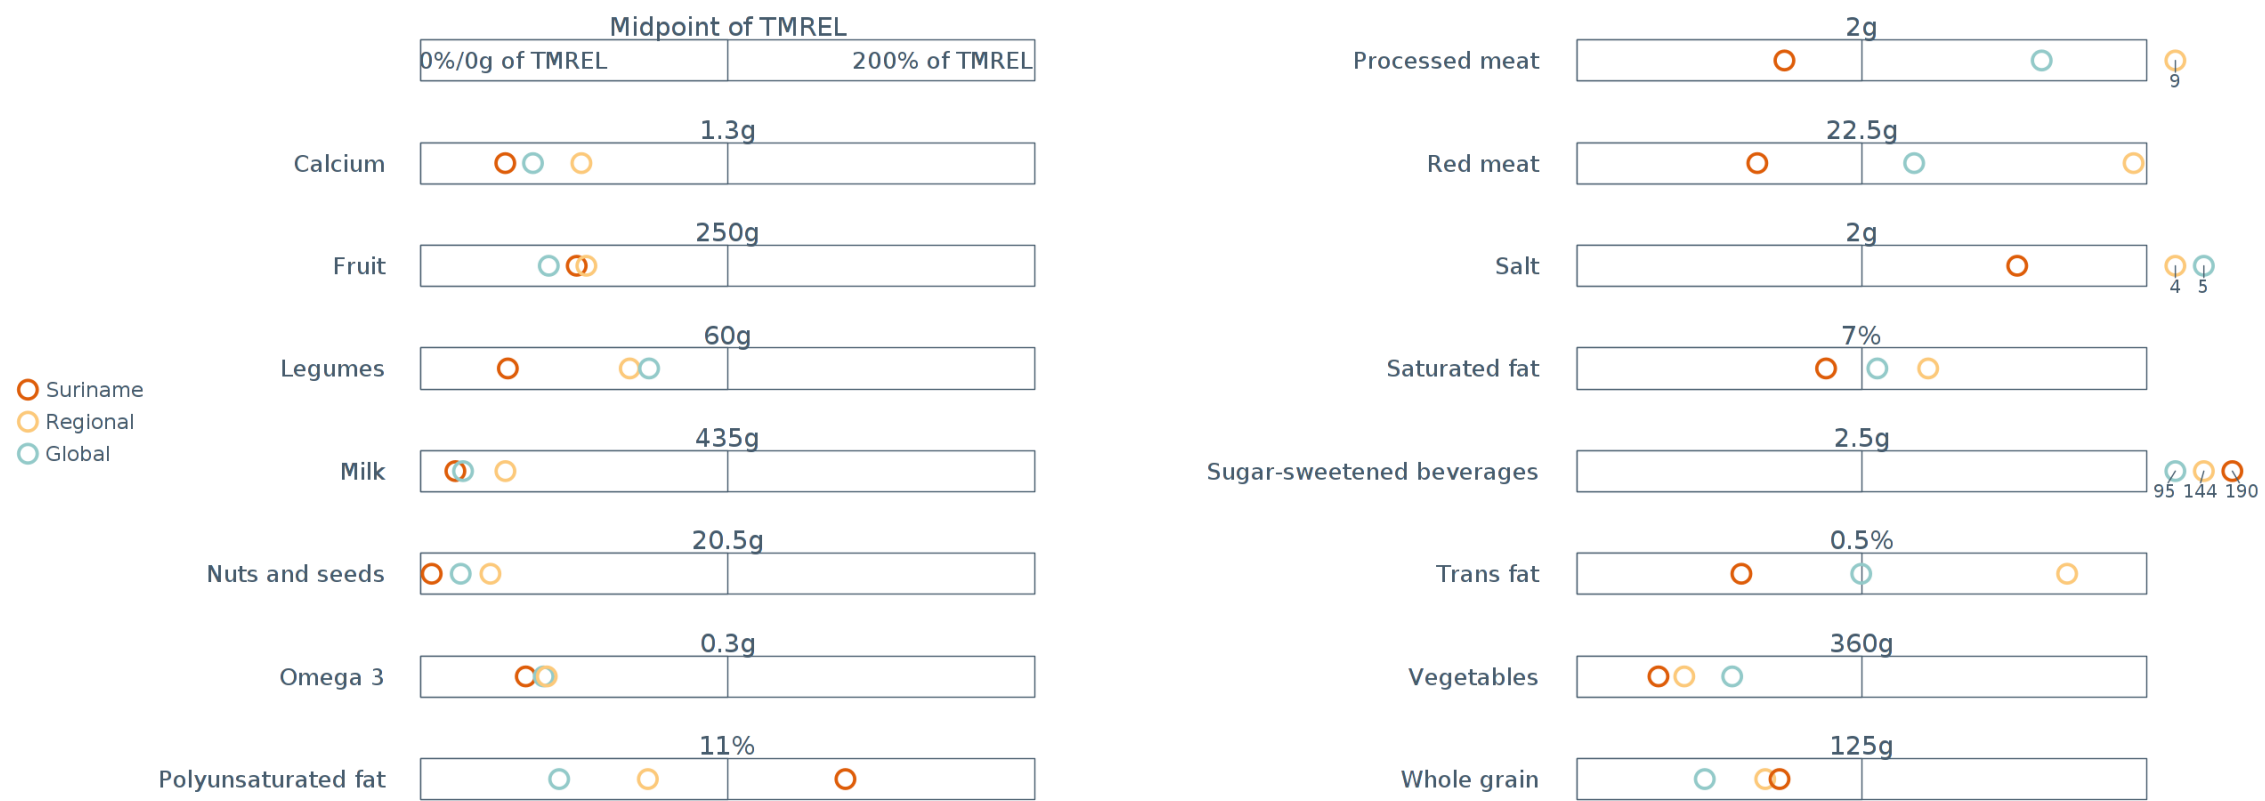 Midpoint of TMREL
0%/0g of TMREL
200% of TMREL
1.3g
Calcium
250g
Fruit
60g
Legumes
435g
Milk
20.5g
Nuts and seeds
0.3g
Omega 3
11%
Polyunsaturated fat
2g
Processed meat
9
22.5g
Red meat
2g
Salt
4 5
7%
Saturated fat
2.5g
Sugar-sweetened beverages
95 144 190
0.5%
Trans fat
360g
Vegetables
125g
Whole grain
Suriname
Regional
Global